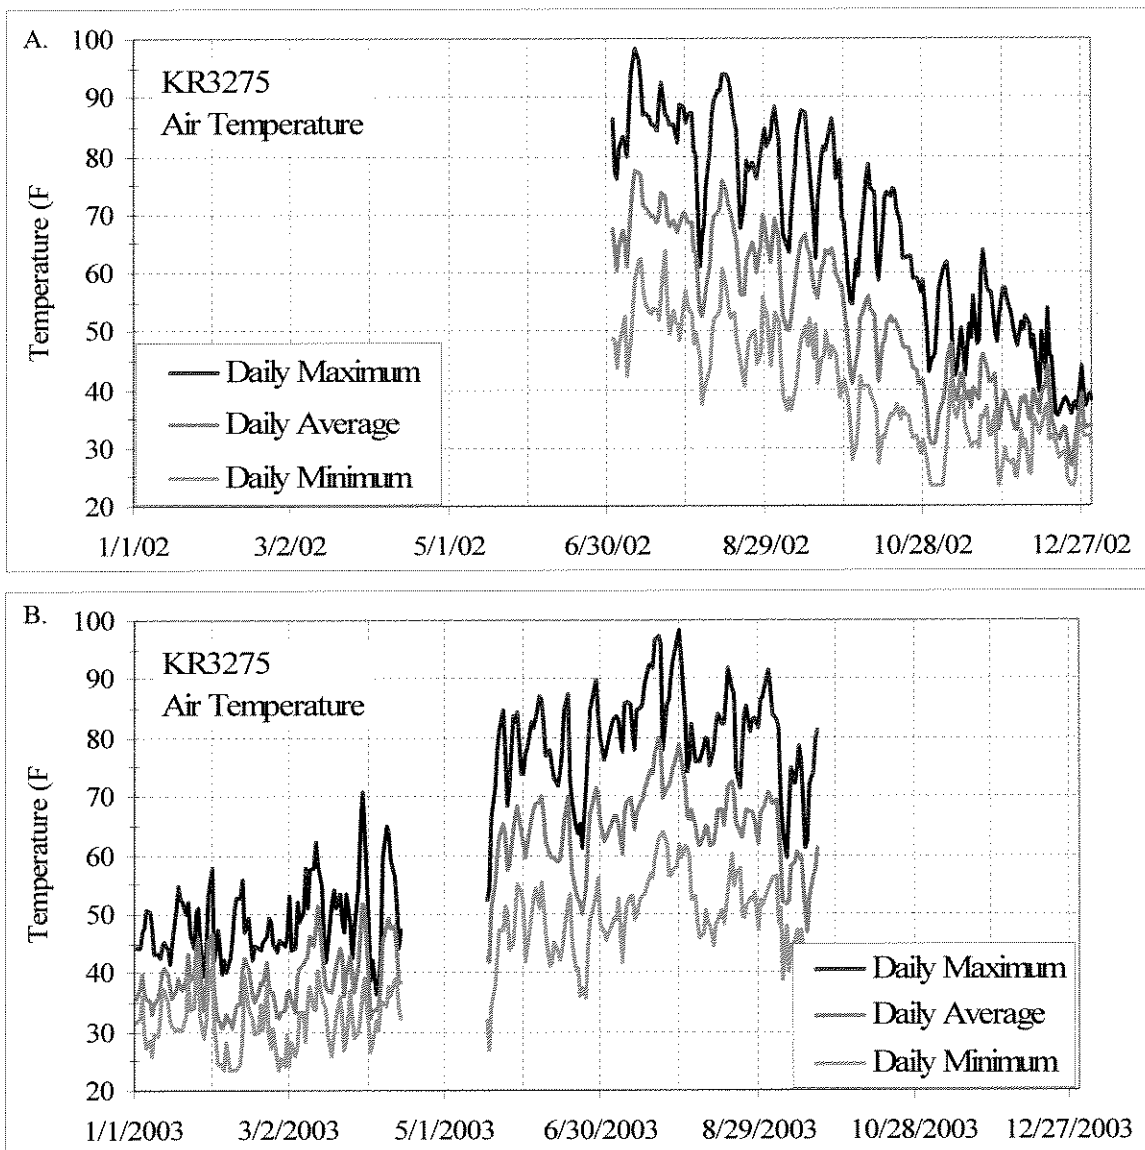 A.
KR3275
Air Temperature
Temperature (F
100
90
80
70
60
50
40
30
20
Daily Maximum
Daily Average
Daily Minimum
1/1/02 3/2/02 5/1/02 6/30/02 8/29/02 10/28/02 12/27/02
B.
KR3275
Air Temperature
Temperature (F
100
90
80
70
60
50
40
30
20
Daily Maximum
Daily Average
Daily Minimum
1/1/2003 3/2/2003 5/1/2003 6/30/2003 8/29/2003 10/28/2003 12/27/2003